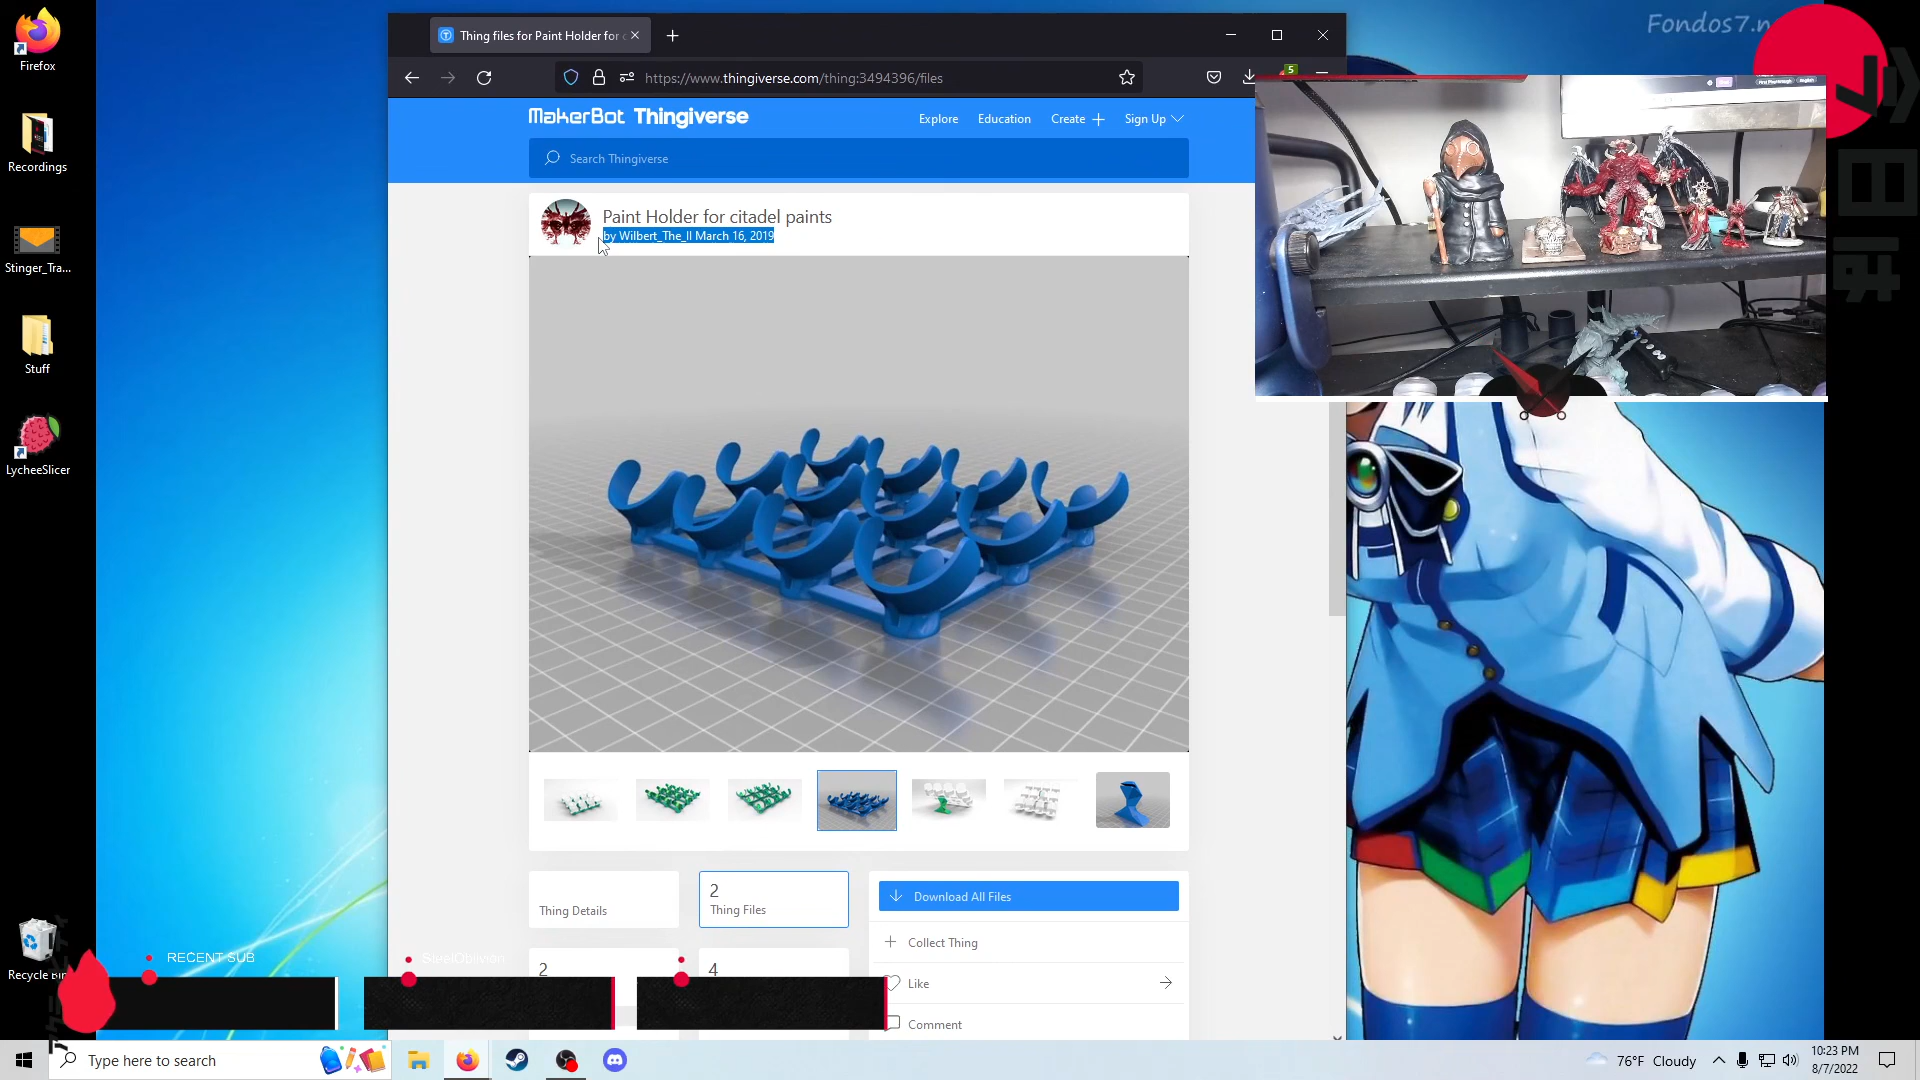 Fondos7.n
Firefox
Recordings
Stinger_Tra...
Stuff
LycheeSlicer
Recycle Bin
Thing files for Paint Holder for c
https://www.thingiverse.com/thing:3494396/files
5
MakerBot Thingiverse
Explore
Education
Create
Sign Up
Search Thingiverse
Paint Holder for citadel paints
by Wilbert_The_II March 16, 2019
Thing Details
2
Thing Files
2
4
Download All Files
Collect Thing
Like
Comment
RECENT SUB
SteelOblivion
Type here to search
76°F Cloudy
10:23 PM
8/7/2022